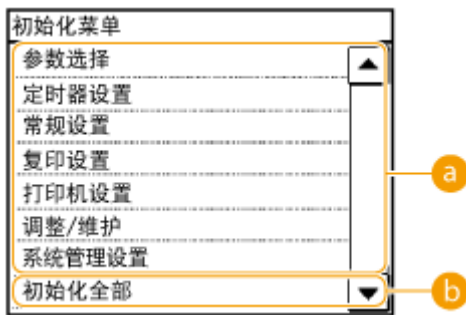 初始化菜单
参数选择
定时器设置
常规设置
复印设置
打印机设置
调整/维护
系统管理设置
初始化全部
a
b